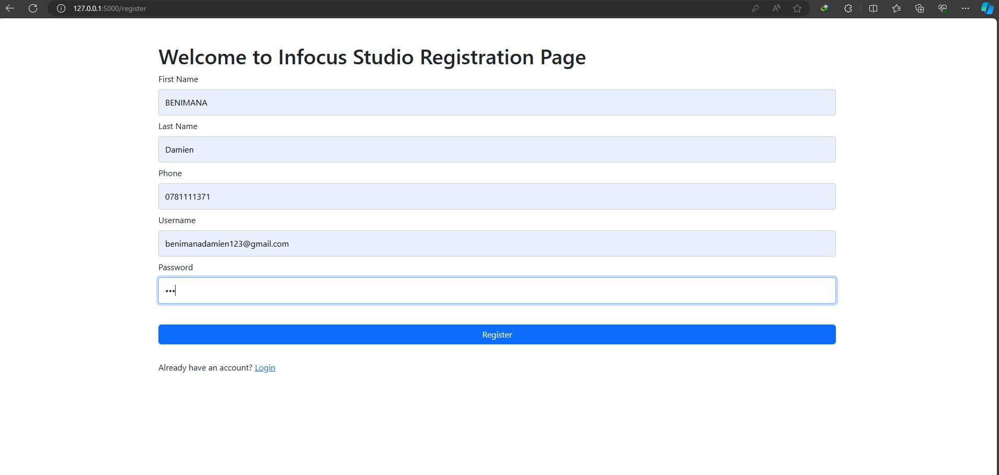 127.0.0.1:5000/register
Welcome to Infocus Studio Registration Page
First Name
BENIMANA
Last Name
Damien
Phone
0781111371
Username
benimanadamien123@gmail.com
Password
•••
Register
Already have an account? Login